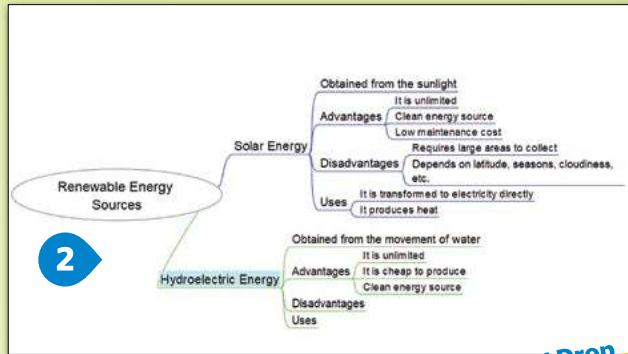 Obtained from the sunlight
It is unlimited
Advantages
Clean energy source
Low maintenance cost
Solar Energy
Requires large areas to collect
Disadvantages
Depends on latitude, seasons, cloudiness,
etc.
It is transformed to electricity directly
Uses
It produces heat
Renewable Energy
Sources
2
Obtained from the movement of water
It is unlimited
Advantages
It is cheap to produce
Clean energy source
Hydroelectric Energy
Disadvantages
Uses